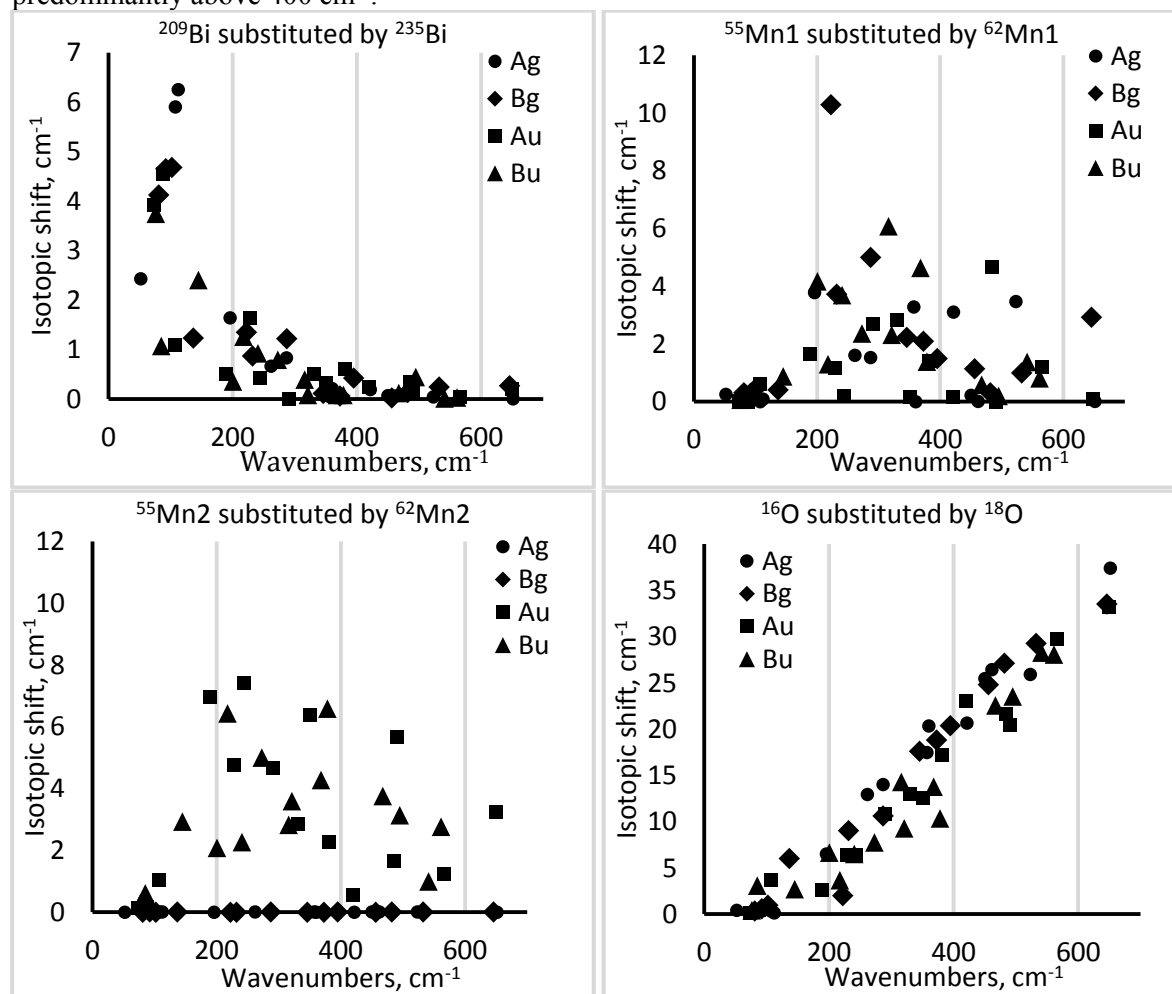 predominantly above 400 cm⁻¹.
²⁰⁹Bi substituted by ²³⁵Bi
7
6
5
4
3
2
1
0
0
200
400
600
Isotopic shift, cm⁻¹
Wavenumbers, cm⁻¹
Ag
Bg
Au
Bu
⁵⁵Mn1 substituted by ⁶²Mn1
12
10
8
6
4
2
0
0
200
400
600
Isotopic shift, cm⁻¹
Wavenumbers, cm⁻¹
Ag
Bg
Au
Bu
⁵⁵Mn2 substituted by ⁶²Mn2
12
10
8
6
4
2
0
0
200
400
600
Isotopic shift, cm⁻¹
Wavenumbers, cm⁻¹
Ag
Bg
Au
Bu
¹⁶O substituted by ¹⁸O
40
35
30
25
20
15
10
5
0
0
200
400
600
Isotopic shift, cm⁻¹
Wavenumbers, cm⁻¹
Ag
Bg
Au
Bu